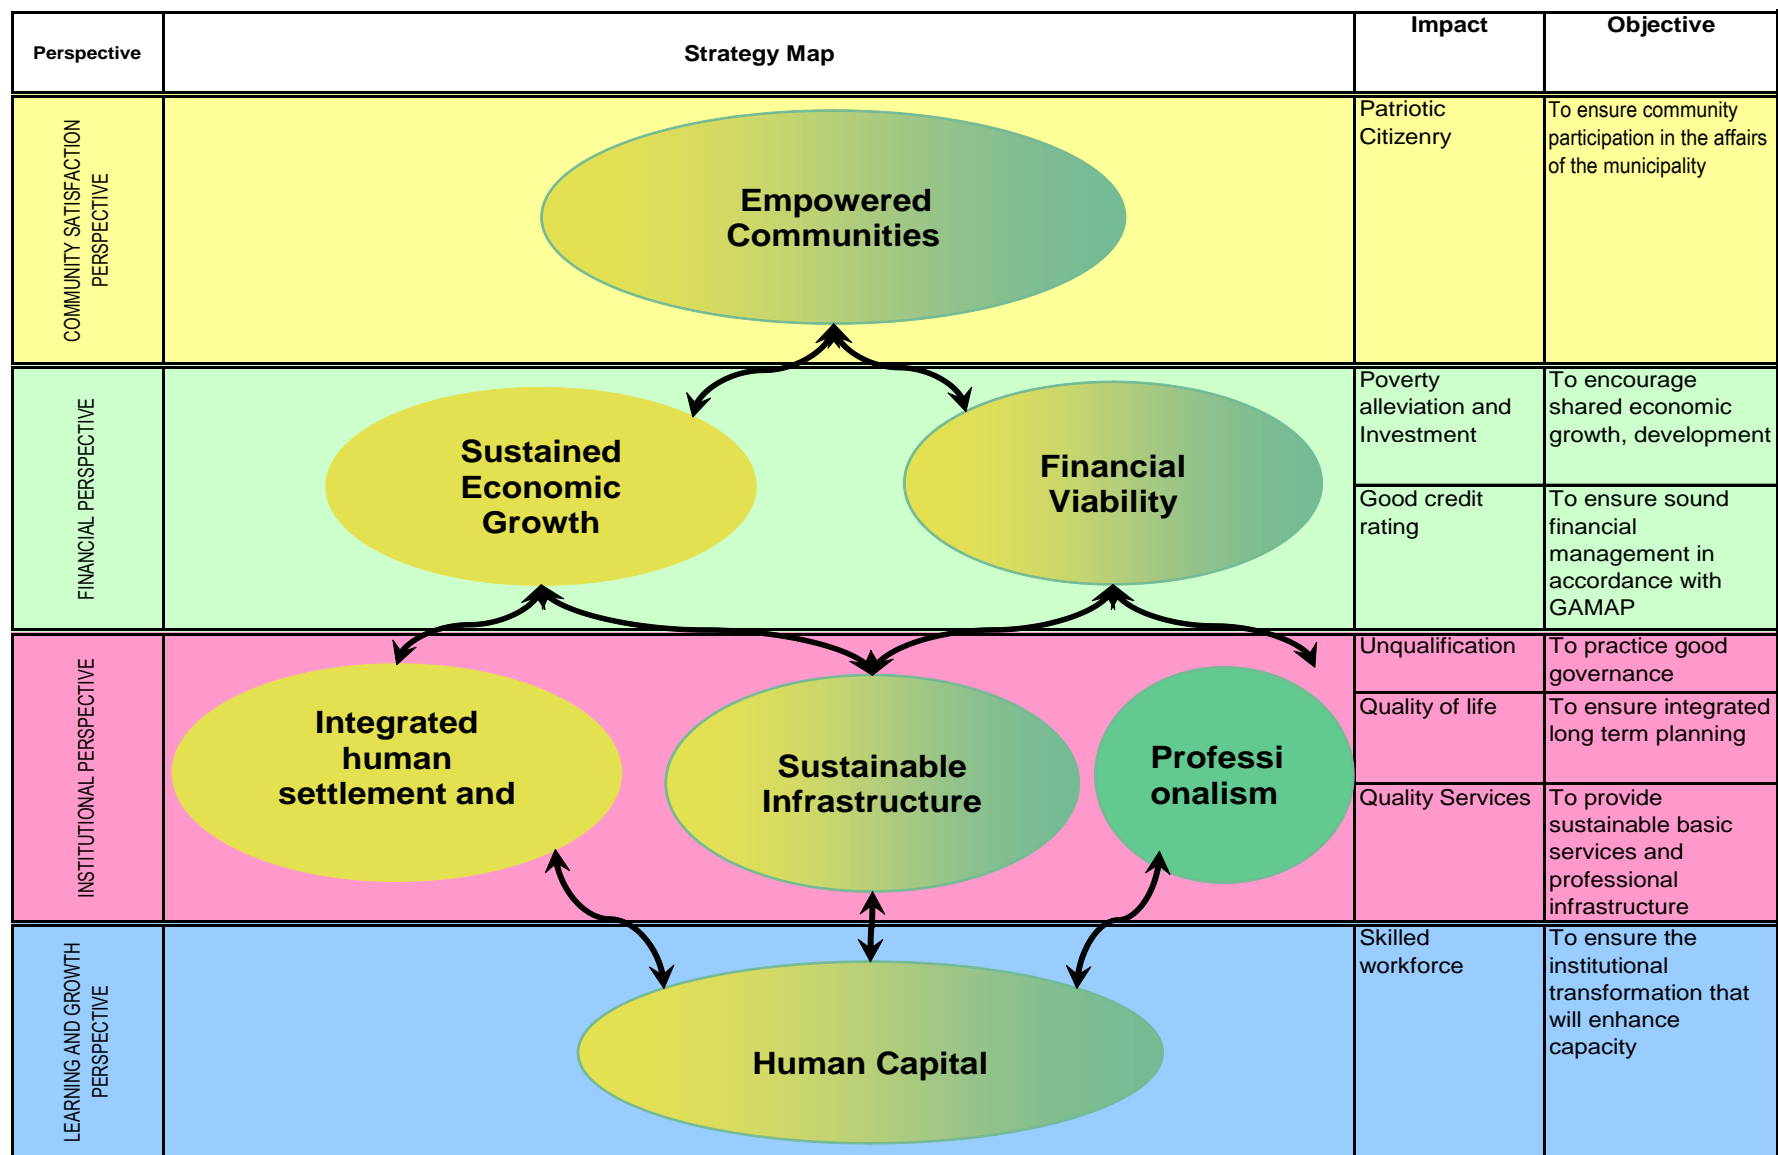 Perspective
Strategy Map
Impact
Objective
COMMUNITY SATISFACTION
PERSPECTIVE
Empowered
Communities
Patriotic
Citizenry
To ensure community
participation in the affairs
of the municipality
FINANCIAL PERSPECTIVE
Sustained
Economic
Growth
Financial
Viability
Poverty
alleviation and
Investment
To encourage
shared economic
growth, development
Good credit
rating
To ensure sound
financial
management in
accordance with
GAMAP
INSTITUTIONAL PERSPECTIVE
Integrated
human
settlement and
Sustainable
Infrastructure
Professi
onalism
Unqualification
To practice good
governance
Quality of life
To ensure integrated
long term planning
Quality Services
To provide
sustainable basic
services and
professional
infrastructure
LEARNING AND GROWTH
PERSPECTIVE
Human Capital
Skilled
workforce
To ensure the
institutional
transformation that
will enhance
capacity